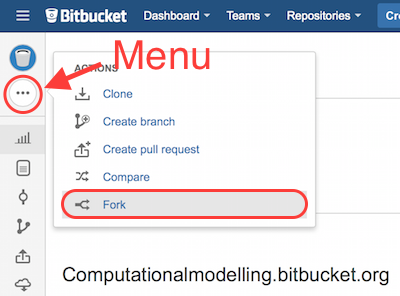 Bitbucket Dashboard Teams Repositories Cre
Menu
ACTIONS
Clone
Create branch
Create pull request
Compare
Fork
Computationalmodelling.bitbucket.org